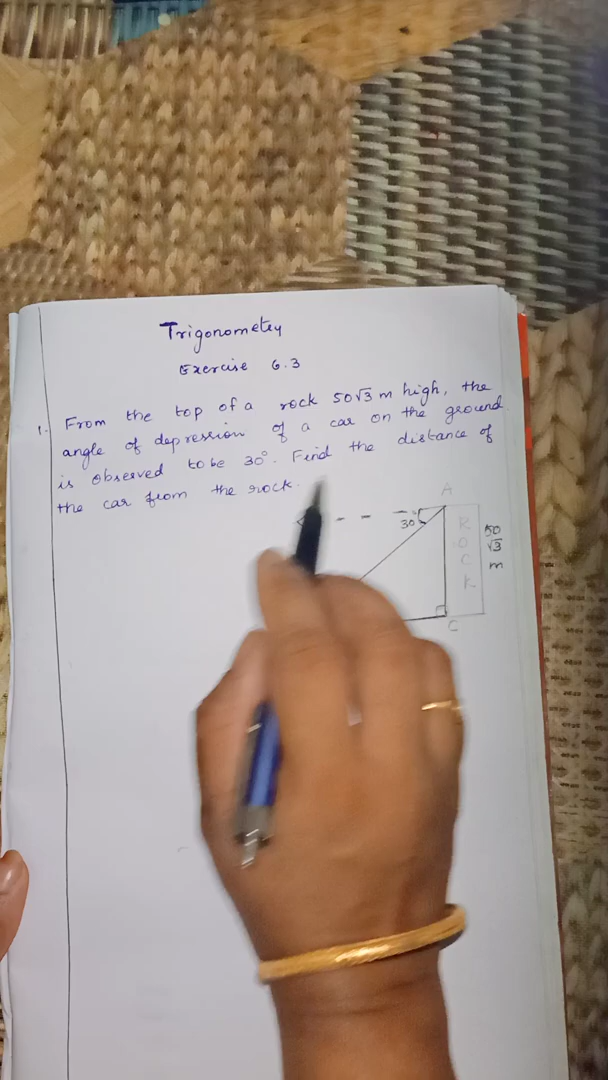 Trigonometry
Exercise 6.3
1. From the top of a rock 50√3 m high, the
angle of depression of a car on the ground
is observed to be 30°. Find the distance of
the car from the rock.
A
30
ROCK
50
√3
m
C